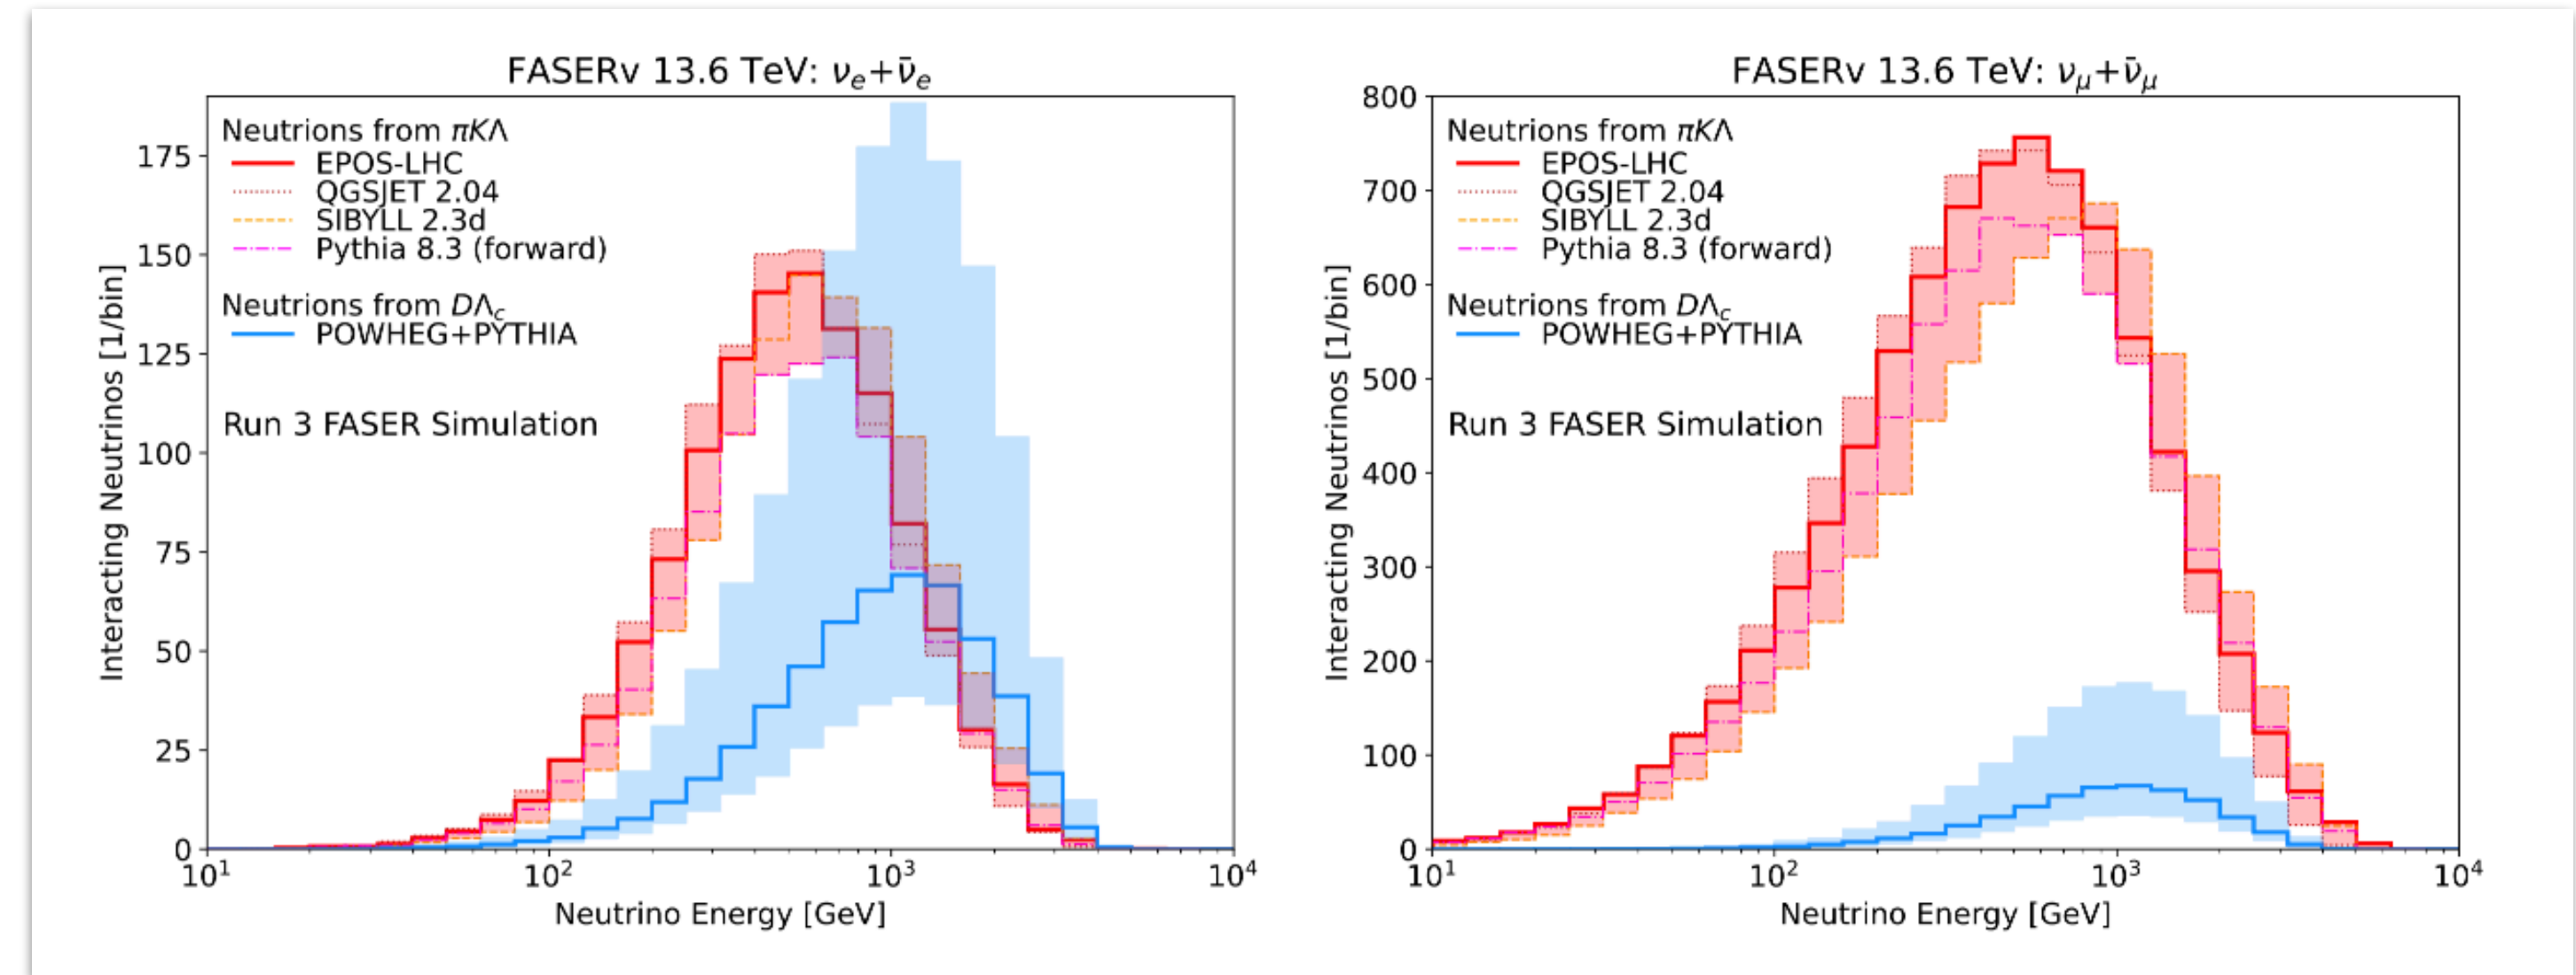 FASERv 13.6 TeV: νe+ν̄e
Interacting Neutrinos [1/bin]
175
150
125
100
75
50
25
0
Neutrions from πKΛ
EPOS-LHC
QGSJET 2.04
SIBYLL 2.3d
Pythia 8.3 (forward)
Neutrions from DΛc
POWHEG+PYTHIA
Run 3 FASER Simulation
10¹
10²
10³
10⁴
Neutrino Energy [GeV]
FASERv 13.6 TeV: νμ+ν̄μ
Interacting Neutrinos [1/bin]
800
700
600
500
400
300
200
100
0
Neutrions from πKΛ
EPOS-LHC
QGSJET 2.04
SIBYLL 2.3d
Pythia 8.3 (forward)
Neutrions from DΛc
POWHEG+PYTHIA
Run 3 FASER Simulation
10¹
10²
10³
10⁴
Neutrino Energy [GeV]